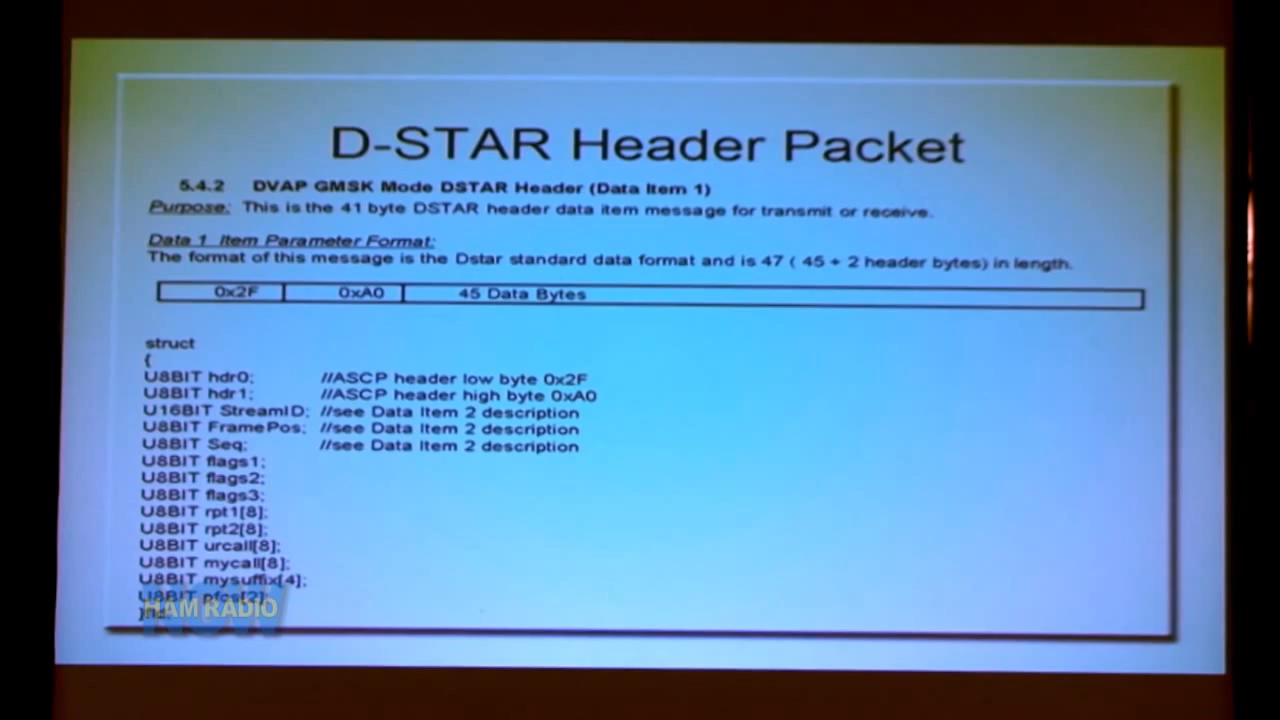 D-STAR Header Packet
5.4.2 DVAP GMSK Mode DSTAR Header (Data Item 1)
Purpose: This is the 41 byte DSTAR header data item message for transmit or receive.
Data 1 Item Parameter Format:
The format of this message is the Dstar standard data format and is 47 ( 45 + 2 header bytes) in length.
0x2F 0xA0 45 Data Bytes
struct
{
U8BIT hdr0; //ASCP header low byte 0x2F
U8BIT hdr1; //ASCP header high byte 0xA0
U16BIT StreamID; //see Data Item 2 description
U8BIT FramePos; //see Data Item 2 description
U8BIT Seq; //see Data Item 2 description
U8BIT flags1;
U8BIT flags2;
U8BIT flags3;
U8BIT rpt1[8];
U8BIT rpt2[8];
U8BIT urcall[8];
U8BIT mycall[8];
U8BIT mysuffix[4];
U8BIT pfcs[2];
HAM RADIO
NOW